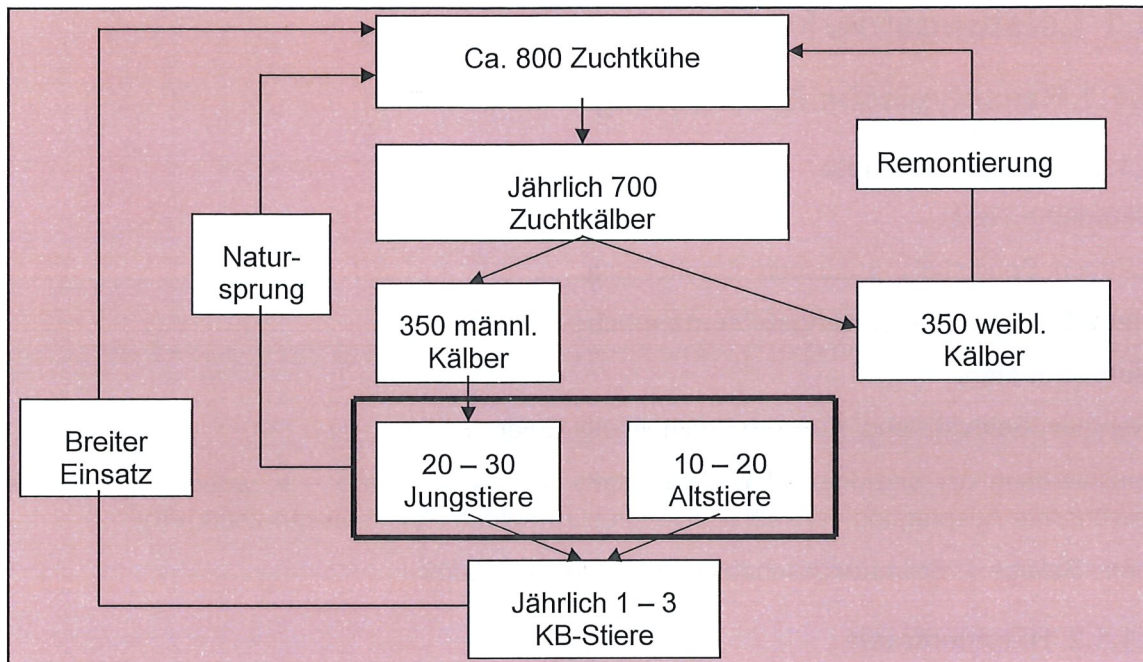 Ca. 800 Zuchtkühe
Jährlich 700
Zuchtkälber
Remontierung
Natur-
sprung
350 männl.
Kälber
350 weibl.
Kälber
Breiter
Einsatz
20 – 30
Jungstiere
10 – 20
Altstiere
Jährlich 1 – 3
KB-Stiere